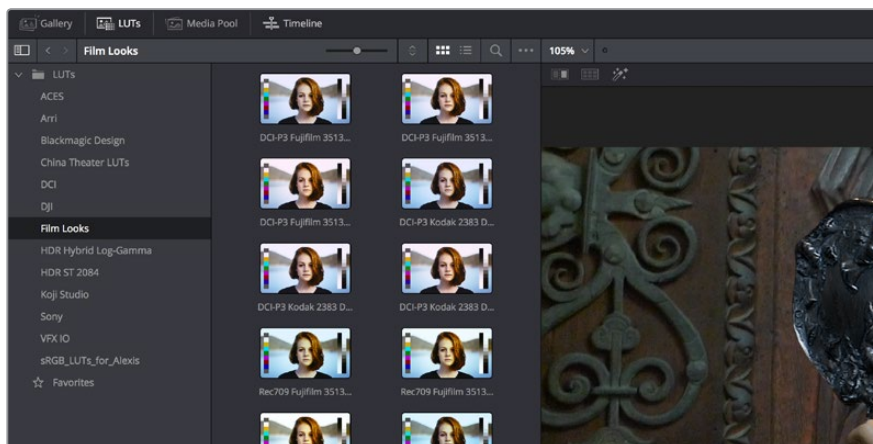 Gallery LUTs Media Pool Timeline
Film Looks 105%
LUTs
ACES
Arri
Blackmagic Design
China Theater LUTs
DCI
DJI
Film Looks
HDR Hybrid Log-Gamma
HDR ST 2084
Koji Studio
Sony
VFX IO
sRGB_LUTs_for_Alexis
Favorites
DCI-P3 Fujifilm 3513... DCI-P3 Fujifilm 3513...
DCI-P3 Fujifilm 3513... DCI-P3 Kodak 2383 D...
DCI-P3 Kodak 2383 D... DCI-P3 Kodak 2383 D...
Rec709 Fujifilm 3513... Rec709 Fujifilm 3513...